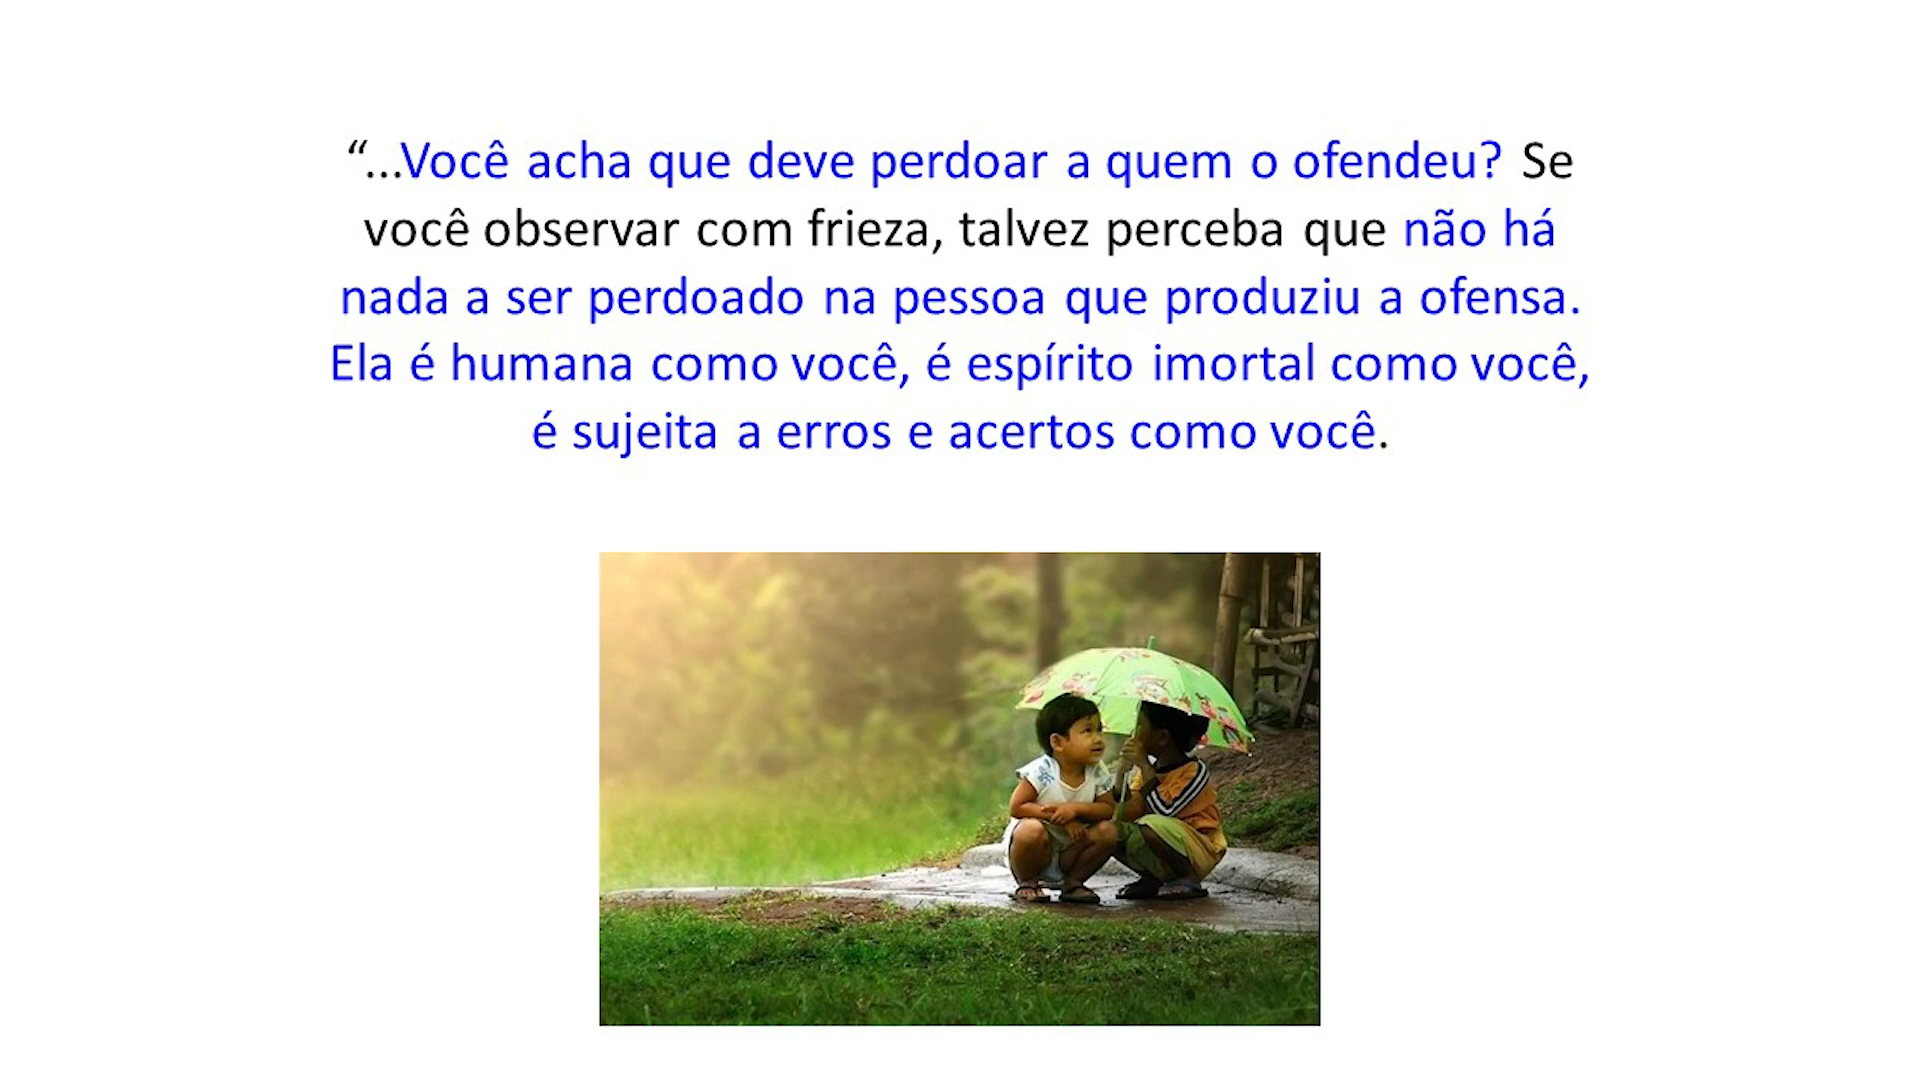 “...Você acha que deve perdoar a quem o ofendeu? Se
você observar com frieza, talvez perceba que não há
nada a ser perdoado na pessoa que produziu a ofensa.
Ela é humana como você, é espírito imortal como você,
é sujeita a erros e acertos como você.